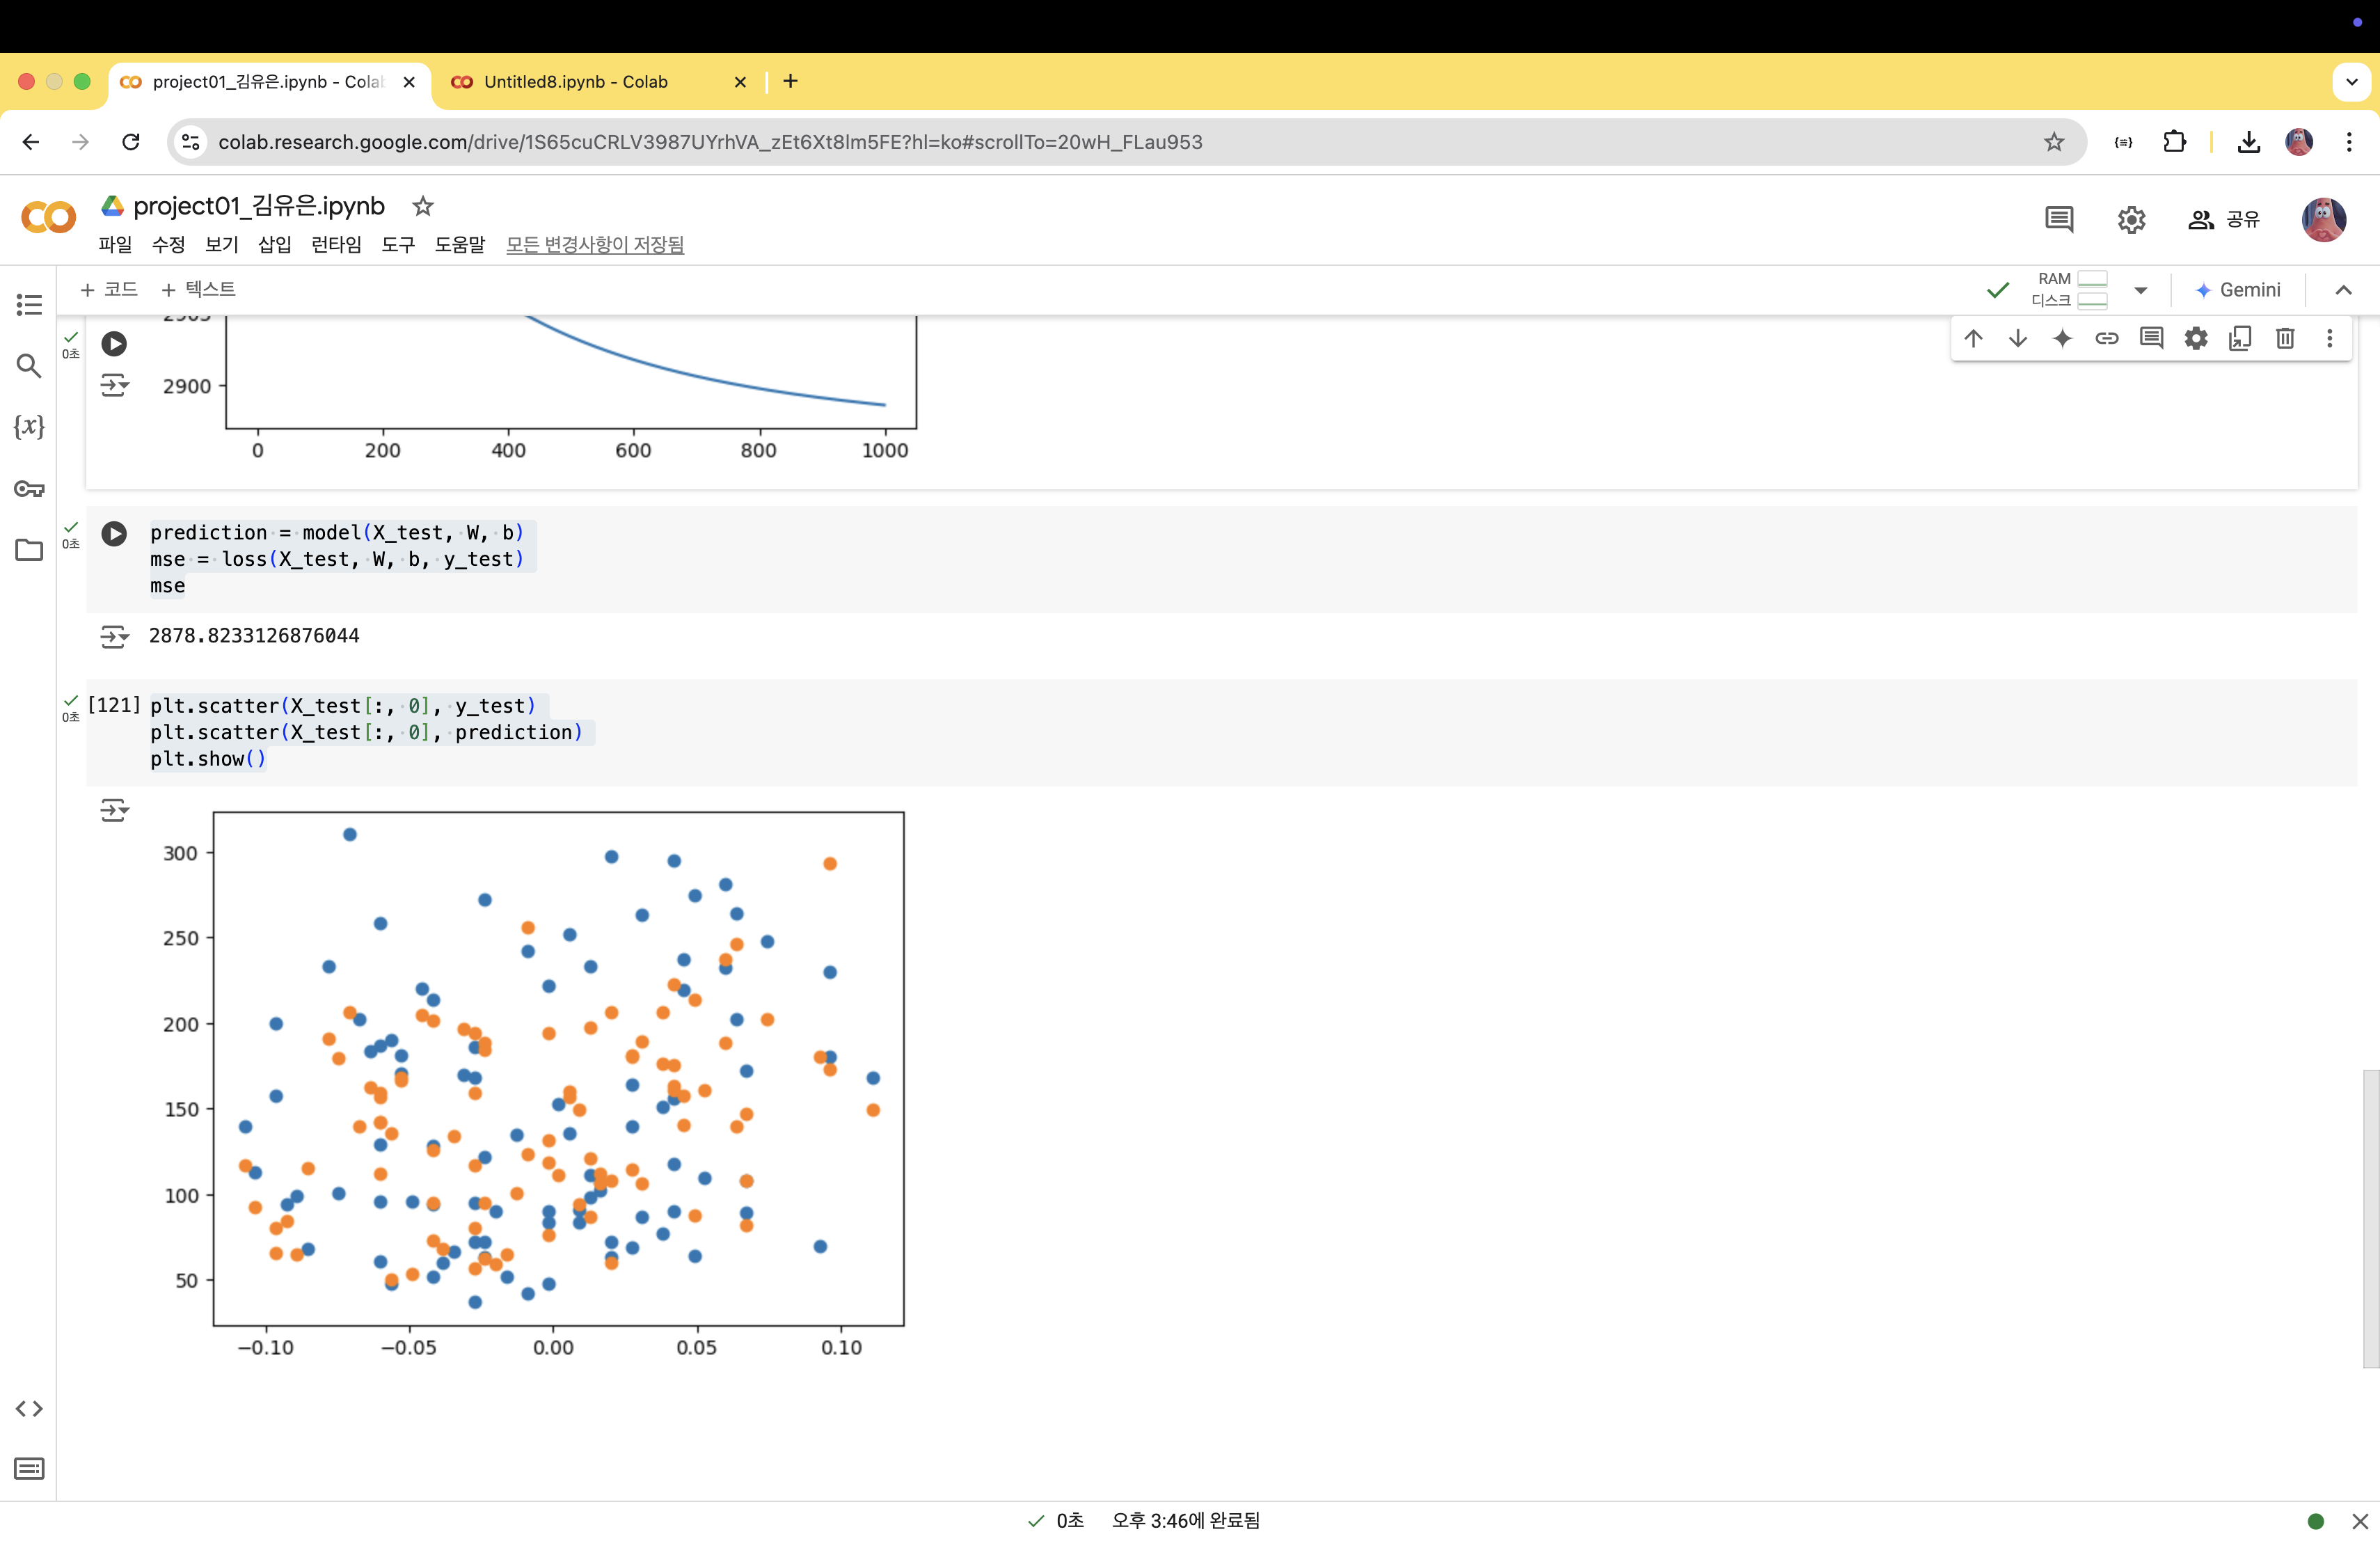 project01_김유은.ipynb - Colab
Untitled8.ipynb - Colab
colab.research.google.com/drive/1S65cuCRLV3987UYrhVA_zEt6Xt8lm5FE?hl=ko#scrollTo=20wH_FLau953
project01_김유은.ipynb
공유
파일 수정 보기 삽입 런타임 도구 도움말 모든 변경사항이 저장됨
+ 코드 + 텍스트
RAM
디스크
Gemini
2905
0초
2900
0 200 400 600 800 1000
0초
prediction = model(X_test, W, b)
mse = loss(X_test, W, b, y_test)
mse
2878.8233126876044
0초
[121] plt.scatter(X_test[:, 0], y_test)
plt.scatter(X_test[:, 0], prediction)
plt.show()
300
250
200
150
100
50
−0.10 −0.05 0.00 0.05 0.10
0초 오후 3:46에 완료됨